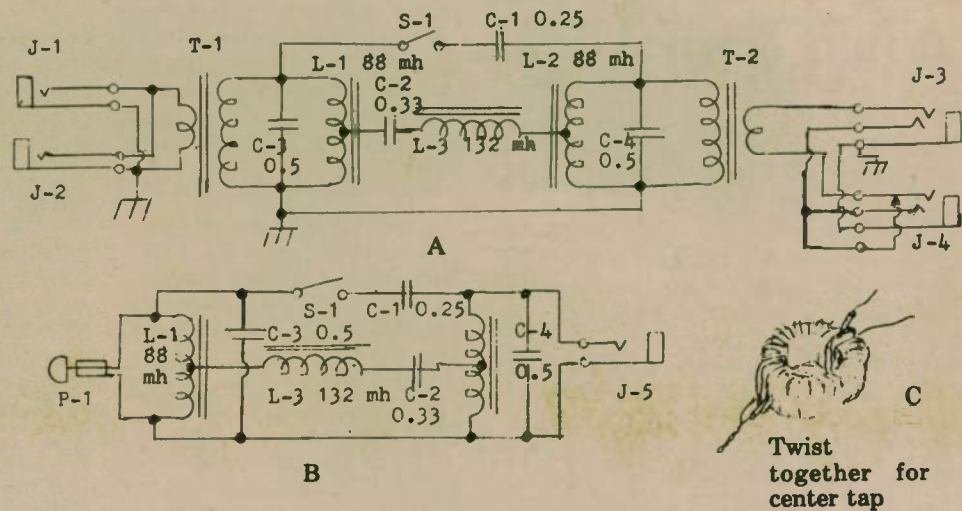 S-1
C-1 0.25
J-1
T-1
L-1 88 mh
L-2 88 mh
T-2
J-3
C-2
0.33
C-3
0.5
L-3 132 mh
C-4
0.5
J-2
J-4
A
S-1
C-1 0.25
L-1
88
mh
C-3 0.5
C-4
0.5
P-1
L-3 132 mh
C-2
0.33
J-5
B
C
Twist
together for
center tap